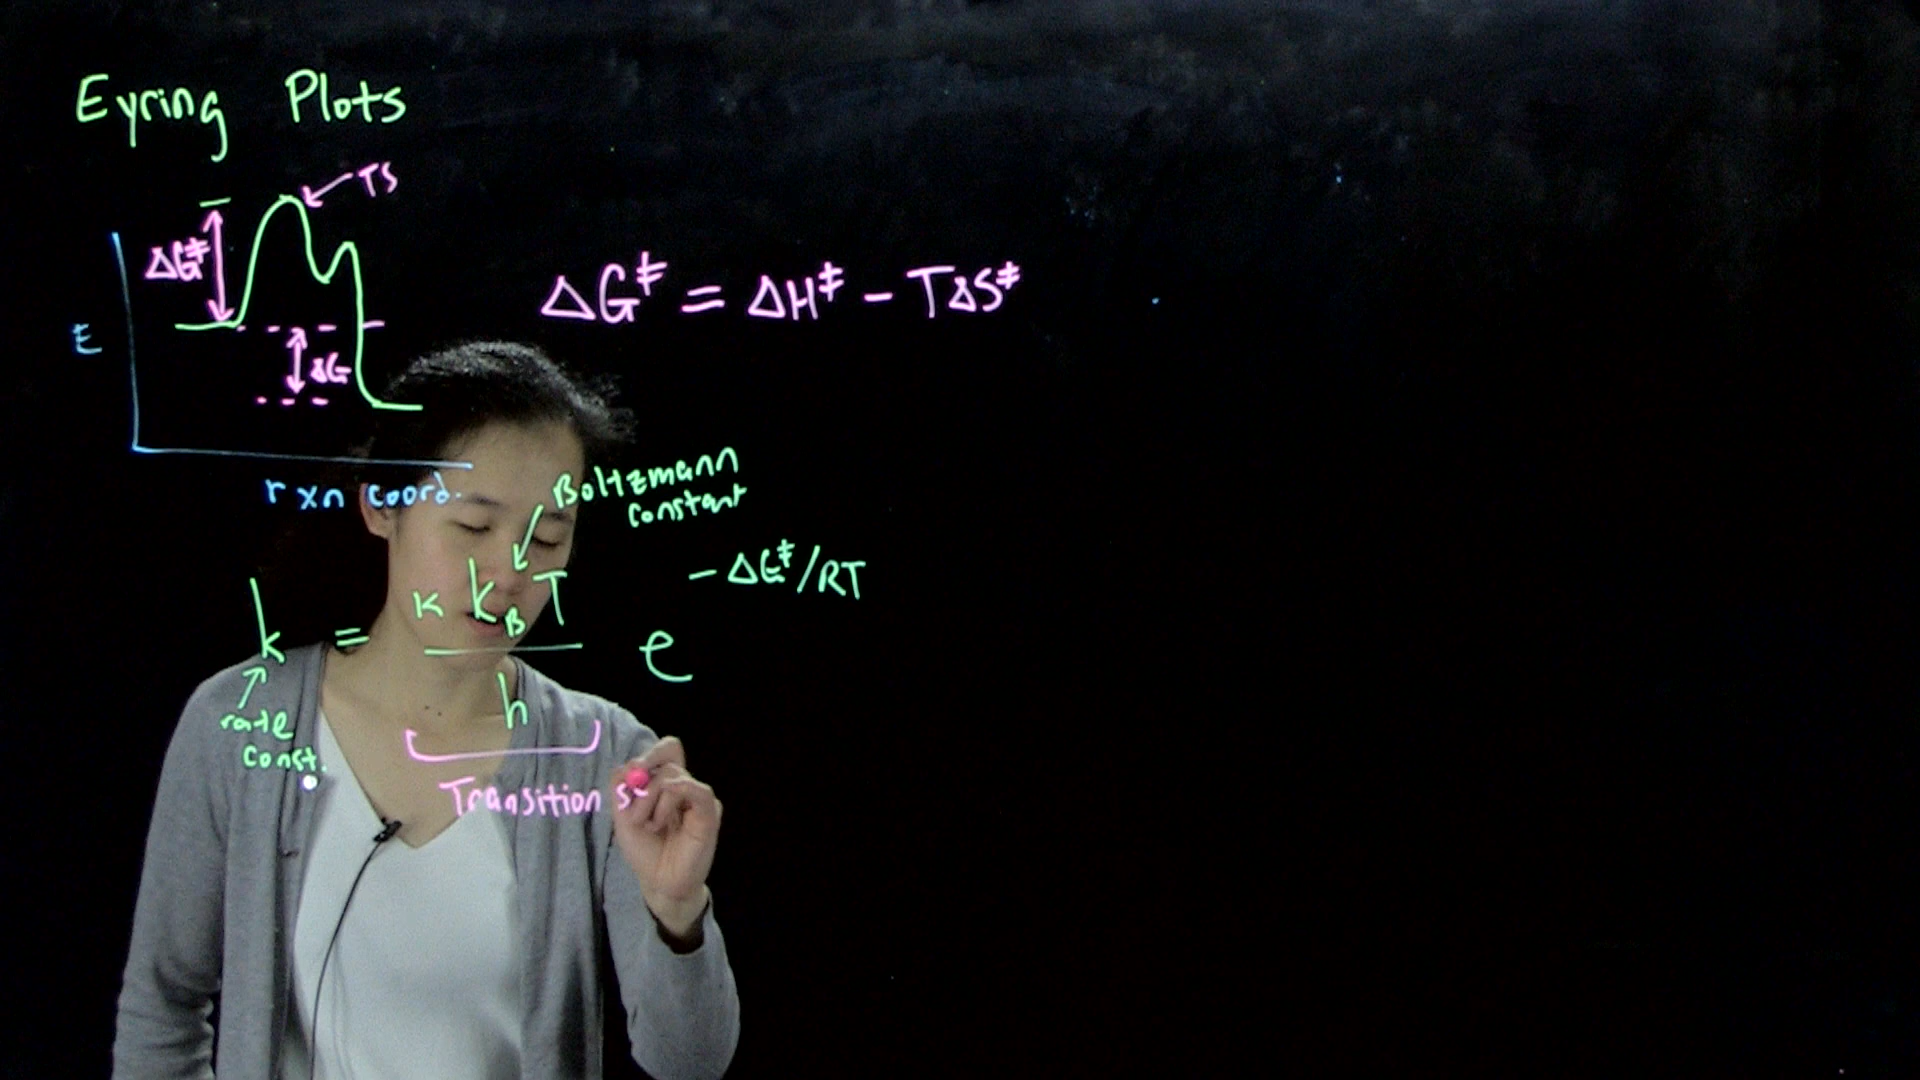 Eyring Plots
TS
ΔG‡
E
ΔG
rxn coord.
ΔG‡ = ΔH‡ - TΔS‡
Boltzmann
constant
k = κ k_B T / h e^(-ΔG‡/RT)
rate
const.
Transition